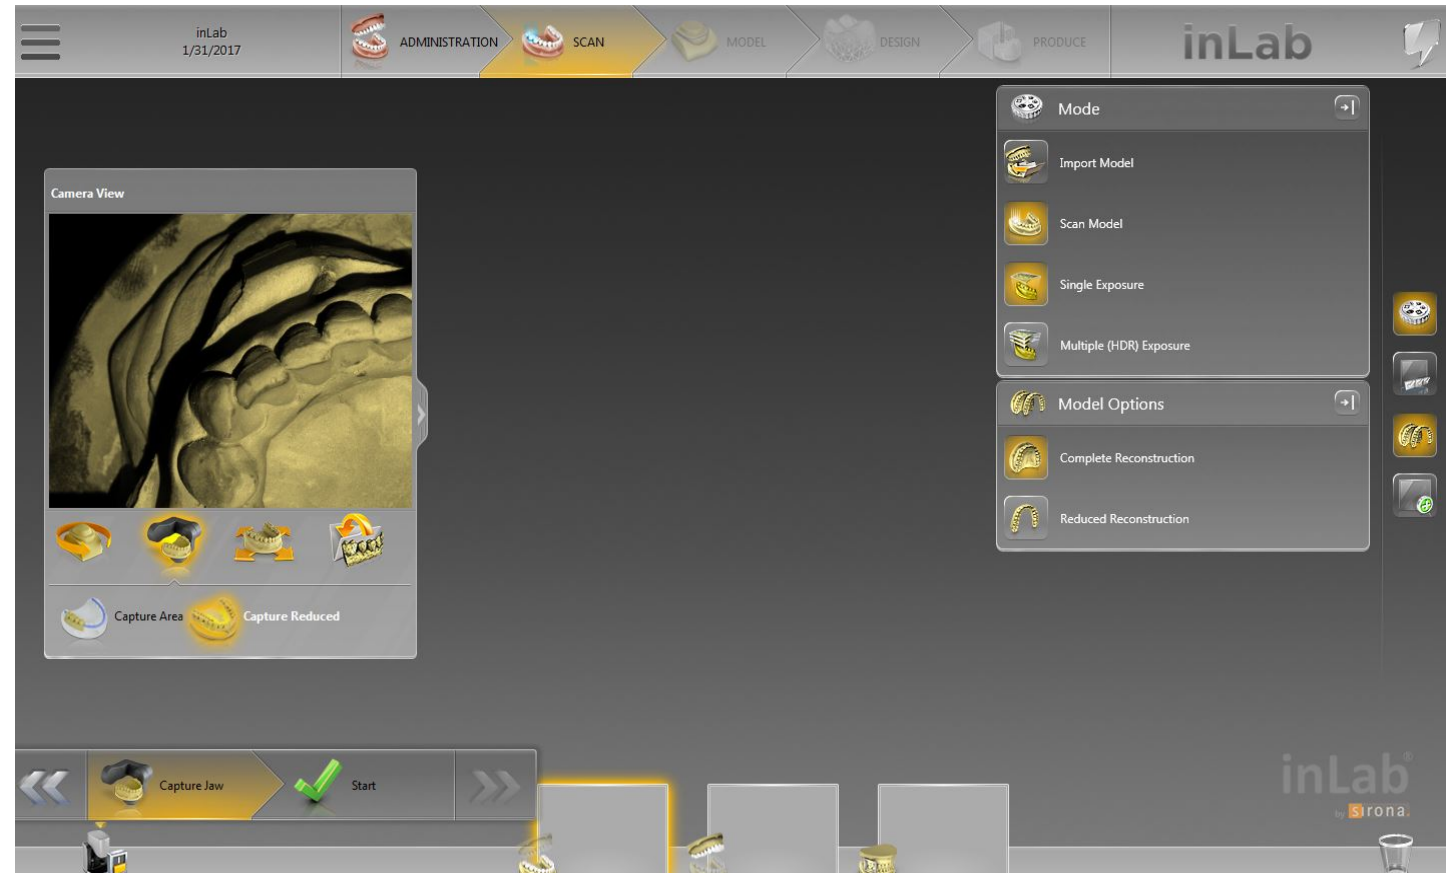 inLab
1/31/2017
ADMINISTRATION
SCAN
MODEL
DESIGN
PRODUCE
inLab
Mode
Import Model
Scan Model
Single Exposure
Multiple (HDR) Exposure
Model Options
Complete Reconstruction
Reduced Reconstruction
Camera View
Capture Area
Capture Reduced
Capture Jaw
Start
inLab®
by sirona.